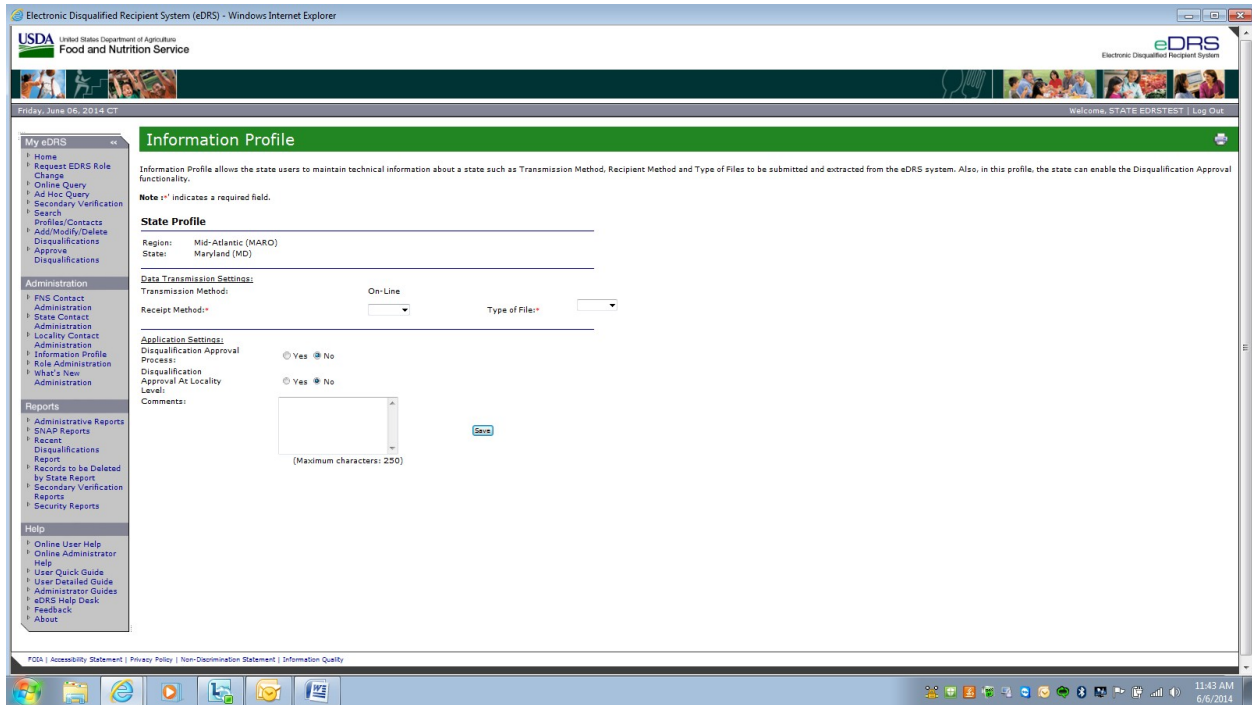 Electronic Disqualified Recipient System (eDRS) - Windows Internet Explorer
USDA United States Department of Agriculture
Food and Nutrition Service
eDRS
Electronic Disqualified Recipient System
Friday, June 06, 2014 CT
Welcome, STATE EDRSTEST | Log Out
My eDRS <<
Home
Request EDRS Role
Change
Online Query
Ad Hoc Query
Secondary Verification
Search
Profiles/Contacts
Add/Modify/Delete
Disqualifications
Approve
Disqualifications
Administration
FNS Contact
Administration
State Contact
Administration
Locality Contact
Administration
Information Profile
Role Administration
What's New
Administration
Reports
Administrative Reports
SNAP Reports
Recent
Disqualifications
Report
Records to be Deleted
by State Report
Secondary Verification
Reports
Security Reports
Help
Online User Help
Online Administrator
Help
User Quick Guide
User Detailed Guide
Administrator Guides
eDRS Help Desk
Feedback
About
Information Profile
Information Profile allows the state users to maintain technical information about a state such as Transmission Method, Recipient Method and Type of Files to be submitted and extracted from the eDRS system. Also, in this profile, the state can enable the Disqualification Approval
functionality.
Note :*' indicates a required field.
State Profile
Region: Mid-Atlantic (MARO)
State: Maryland (MD)
Data Transmission Settings:
Transmission Method: On-Line
Receipt Method:* Type of File:*
Application Settings:
Disqualification Approval
Process: Yes No
Disqualification
Approval At Locality
Level: Yes No
Comments:
Save
(Maximum characters: 250)
FOIA | Accessibility Statement | Privacy Policy | Non-Discrimination Statement | Information Quality
11:43 AM
6/6/2014